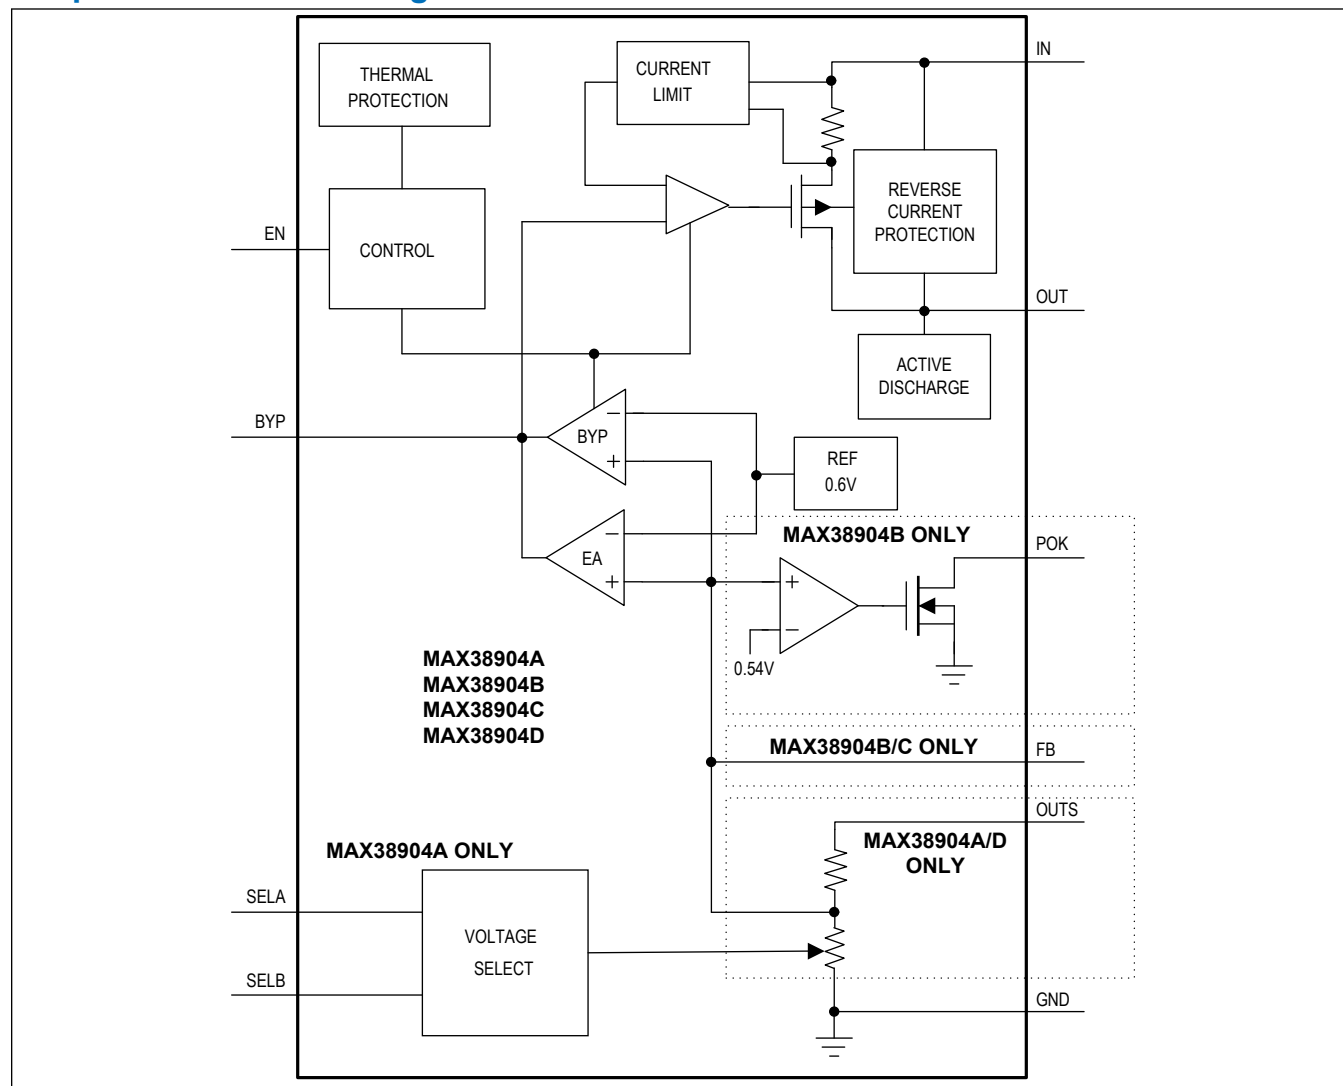 IN
THERMAL
PROTECTION
CURRENT
LIMIT
REVERSE
CURRENT
PROTECTION
EN
CONTROL
OUT
ACTIVE
DISCHARGE
BYP
−
BYP
+
REF
0.6V
MAX38904B ONLY
POK
−
EA
+
+
−
0.54V
MAX38904A
MAX38904B
MAX38904C
MAX38904D
MAX38904B/C ONLY
FB
OUTS
MAX38904A/D
ONLY
MAX38904A ONLY
SELA
VOLTAGE
SELECT
SELB
GND